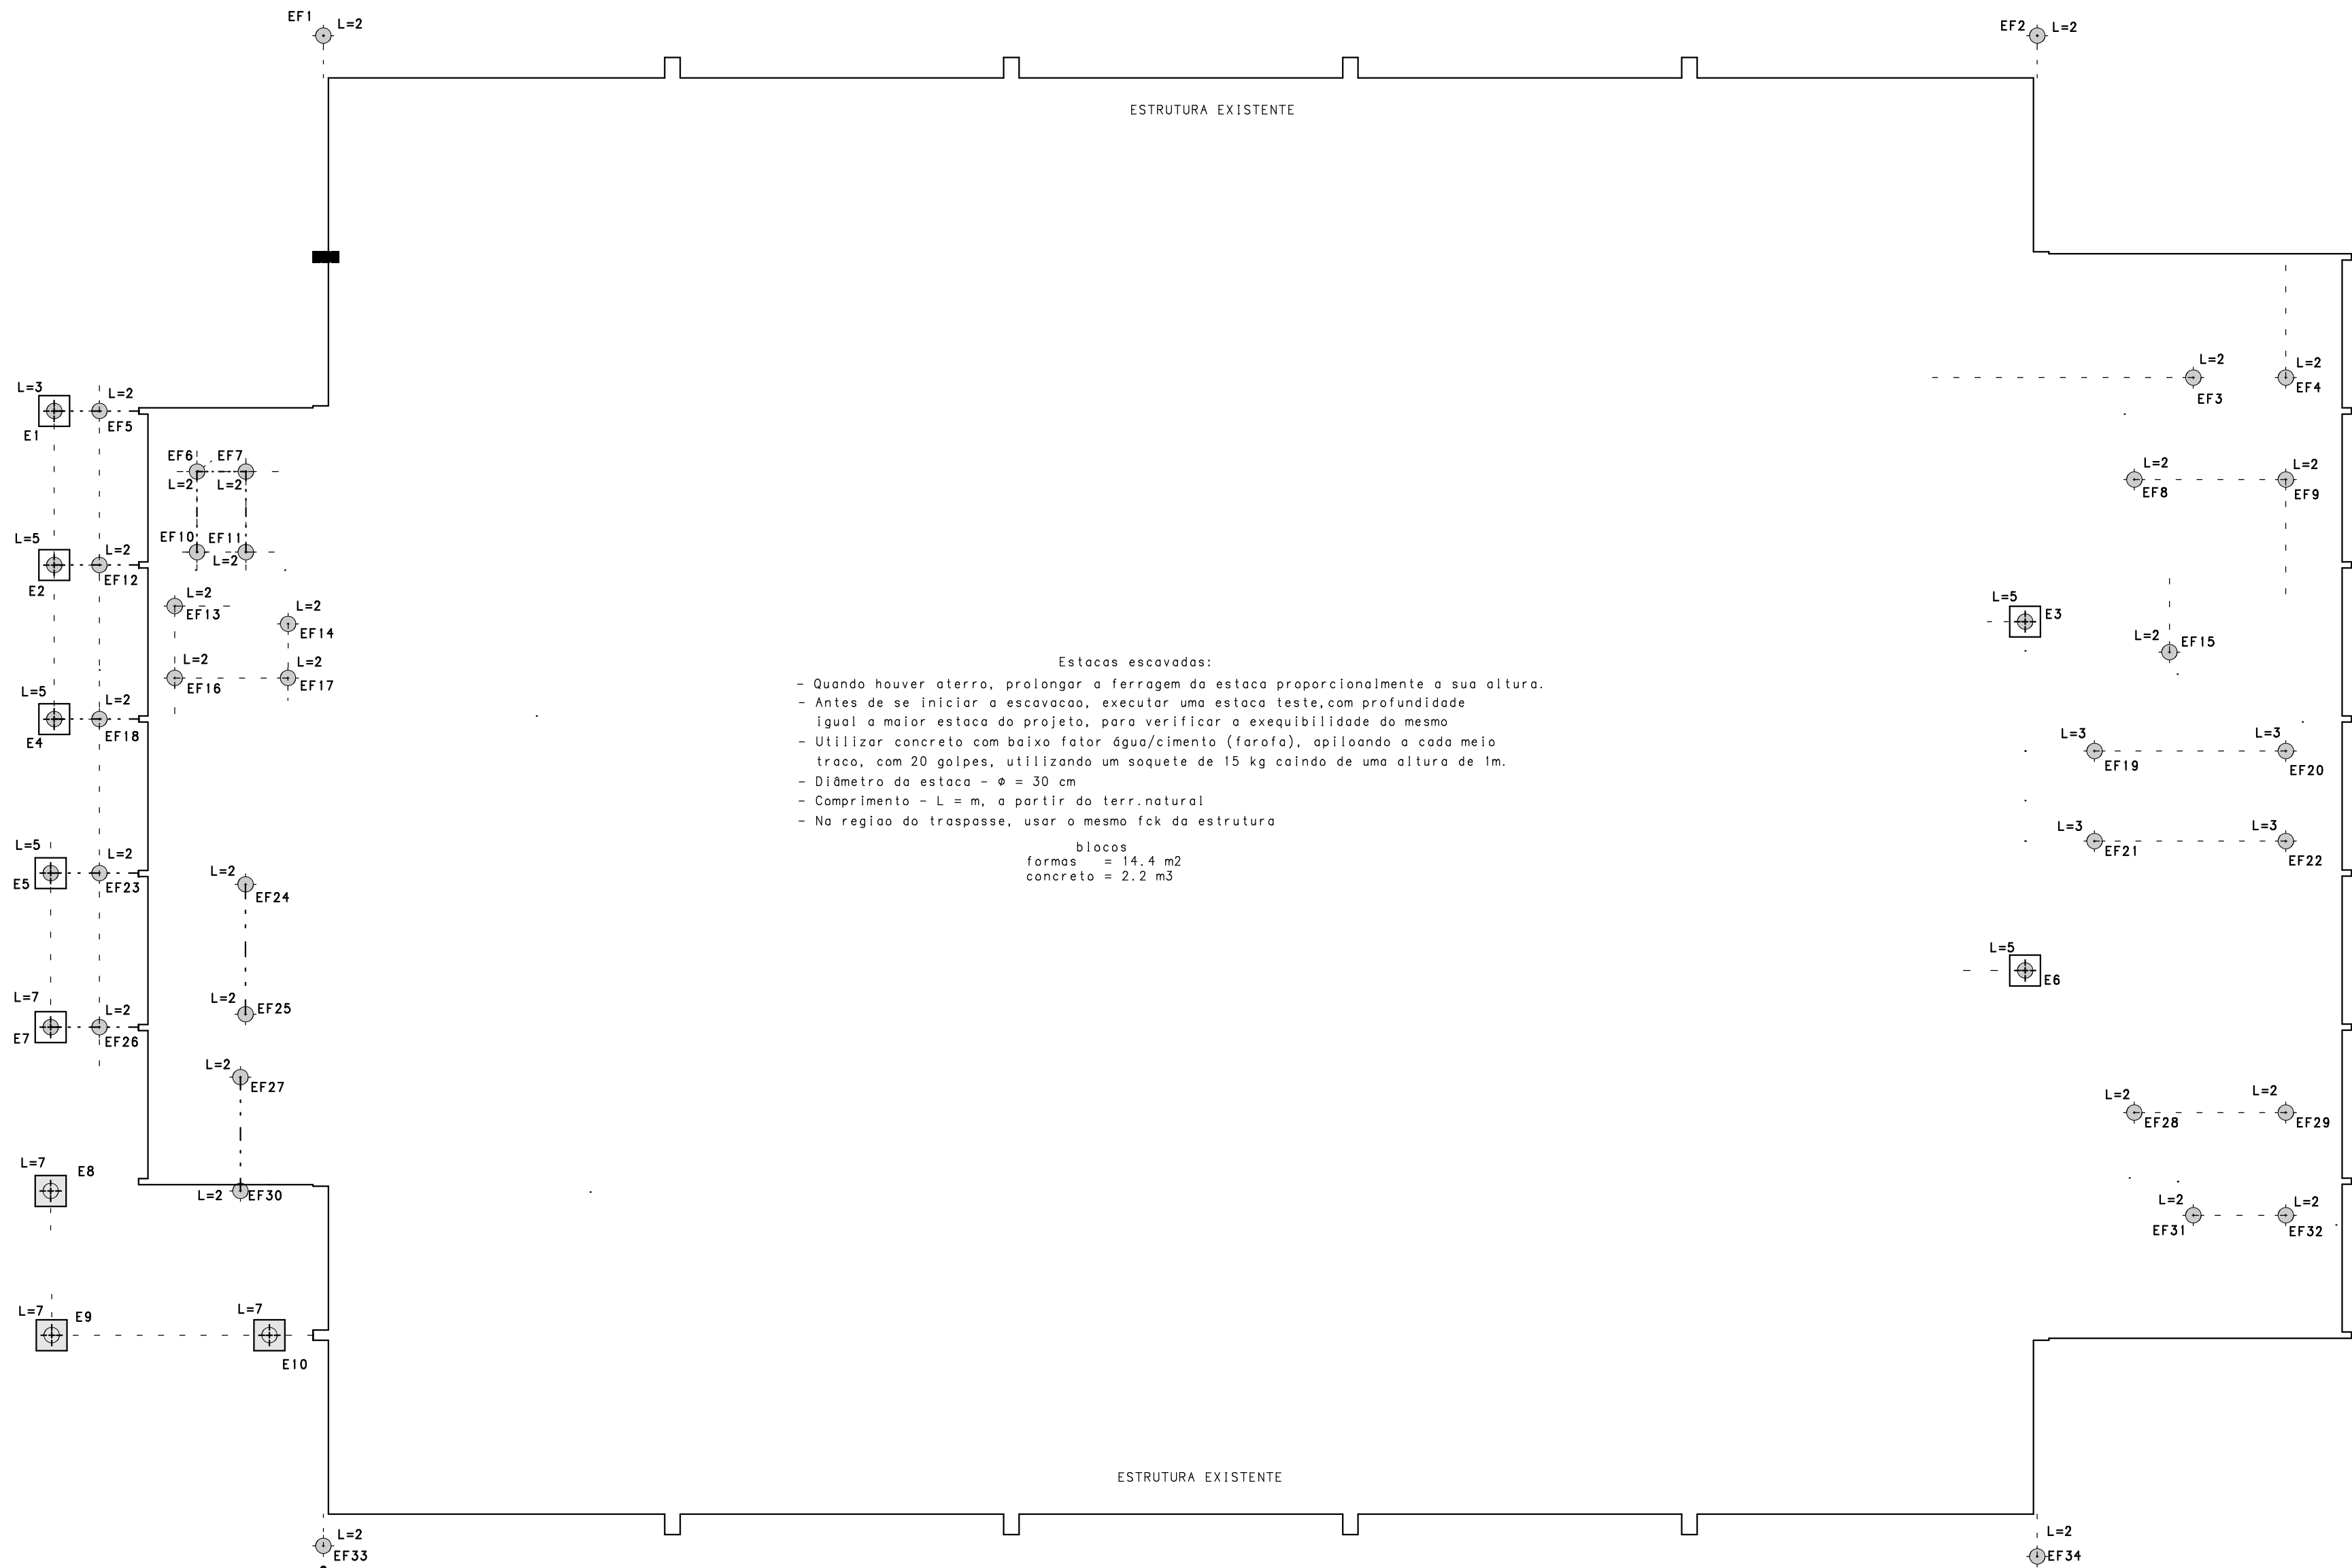 EF1
L=2
EF2
L=2
ESTRUTURA EXISTENTE
L=3
E1
L=2
EF5
L=2
EF3
L=2
EF4
EF6
L=2
EF7
L=2
L=2
EF8
L=2
EF9
L=5
E2
L=2
EF12
EF10
EF11
L=2
L=2
EF13
L=2
EF14
L=5
E3
L=2
EF15
L=2
EF16
L=2
EF17
L=5
E4
L=2
EF18
Estacas escavadas:
- Quando houver aterro, prolongar a ferragem da estaca proporcionalmente a sua altura.
- Antes de se iniciar a escavacao, executar uma estaca teste,com profundidade
igual a maior estaca do projeto, para verificar a exequibilidade do mesmo
- Utilizar concreto com baixo fator água/cimento (farofa), apiloando a cada meio
traco, com 20 golpes, utilizando um soquete de 15 kg caindo de uma altura de 1m.
- Diâmetro da estaca - φ = 30 cm
- Comprimento - L = m, a partir do terr.natural
- Na regiao do traspasse, usar o mesmo fck da estrutura
blocos
formas = 14.4 m2
concreto = 2.2 m3
L=3
EF19
L=3
EF20
L=3
EF21
L=3
EF22
L=5
E5
L=2
EF23
L=2
EF24
L=5
E6
L=7
E7
L=2
EF26
L=2
EF25
L=2
EF27
L=2
EF28
L=2
EF29
L=7
E8
L=2
EF30
L=2
EF31
L=2
EF32
L=7
E9
L=7
E10
ESTRUTURA EXISTENTE
L=2
EF33
L=2
EF34